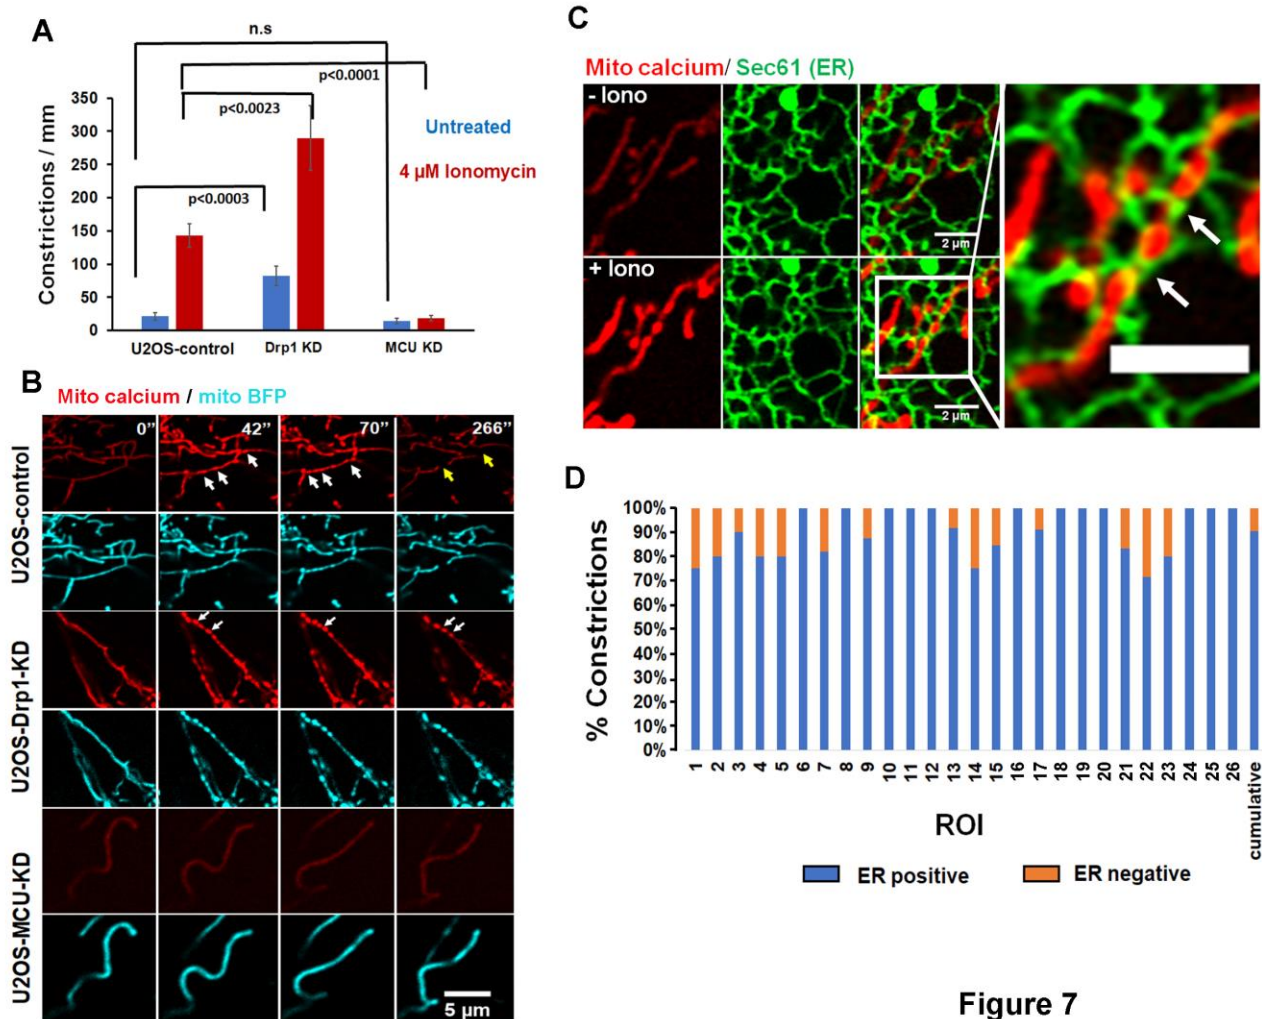 A
n.s
p<0.0001
p<0.0023
p<0.0003
Untreated
4 µM Ionomycin
Constrictions / mm
350
300
250
200
150
100
50
0
U2OS-control
Drp1 KD
MCU KD
B
Mito calcium / mito BFP
0”
42”
70”
266”
U2OS-control
U2OS-Drp1-KD
U2OS-MCU-KD
5 µm
C
Mito calcium/ Sec61 (ER)
- Iono
2 µm
+ Iono
2 µm
D
% Constrictions
100%
90%
80%
70%
60%
50%
40%
30%
20%
10%
0%
1 2 3 4 5 6 7 8 9 10 11 12 13 14 15 16 17 18 19 20 21 22 23 24 25 26 cumulative
ROI
ER positive
ER negative
Figure 7